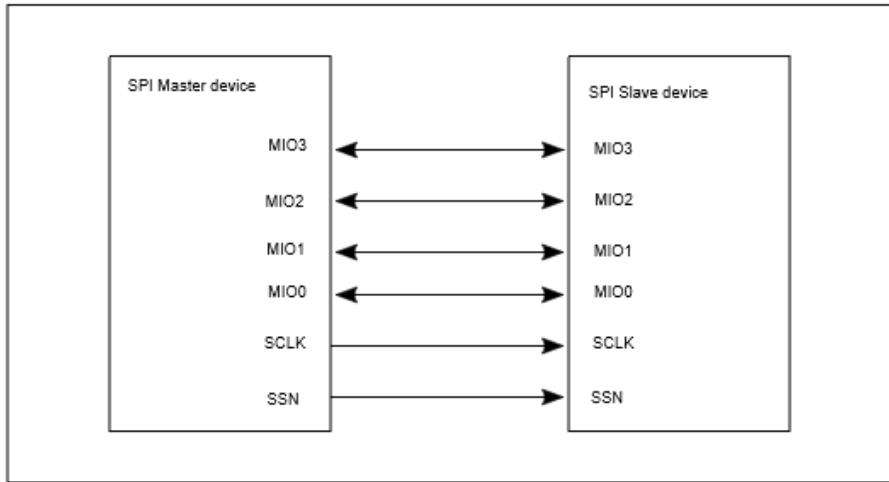 SPI Master device
MIO3
MIO2
MIO1
MIO0
SCLK
SSN
SPI Slave device
MIO3
MIO2
MIO1
MIO0
SCLK
SSN